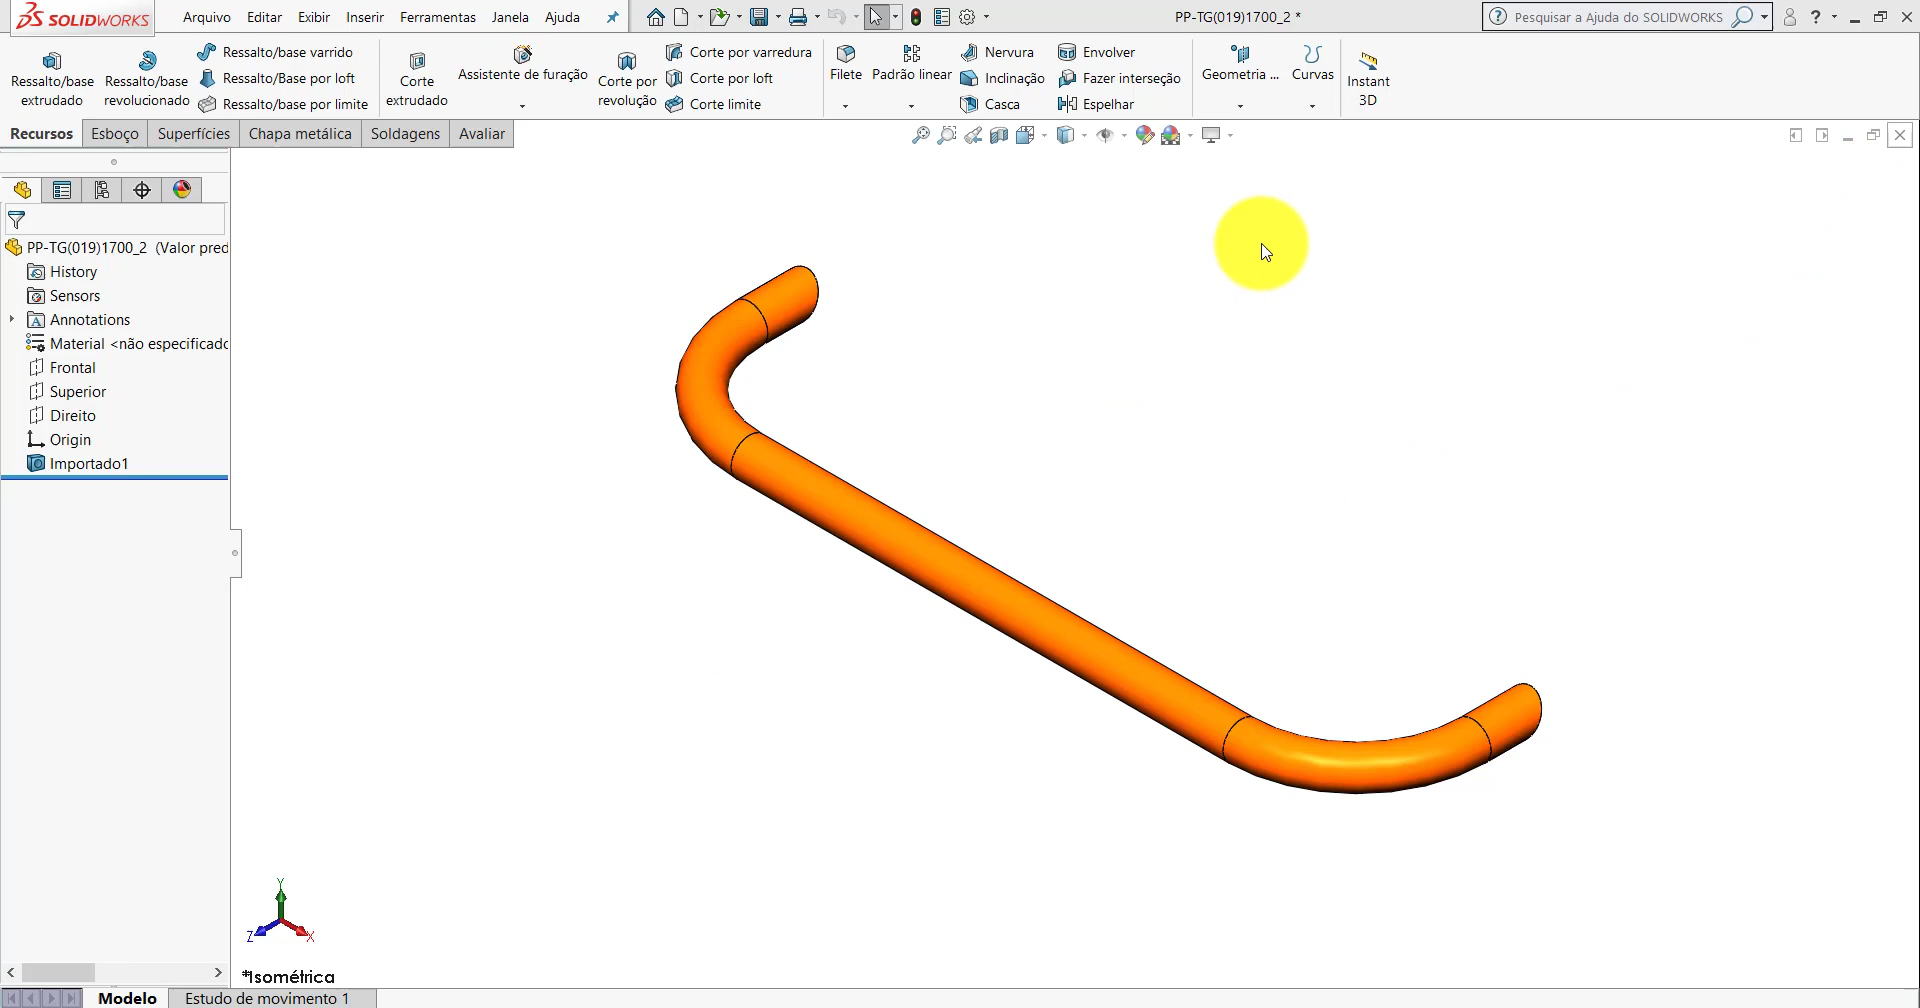 SOLIDWORKS
Arquivo Editar Exibir Inserir Ferramentas Janela Ajuda
PP-TG(019)1700_2 *
Pesquisar a Ajuda do SOLIDWORKS
Ressalto/base extrudado
Ressalto/base revolucionado
Ressalto/base varrido
Ressalto/Base por loft
Ressalto/base por limite
Corte extrudado
Assistente de furação
Corte por revolução
Corte por varredura
Corte por loft
Corte limite
Filete
Padrão linear
Nervura
Inclinação
Casca
Envolver
Fazer interseção
Espelhar
Geometria ...
Curvas
Instant 3D
Recursos Esboço Superfícies Chapa metálica Soldagens Avaliar
PP-TG(019)1700_2 (Valor pred
History
Sensors
Annotations
Material <não especificado
Frontal
Superior
Direito
Origin
Importado1
Y
Z
X
*Isométrica
Modelo Estudo de movimento 1